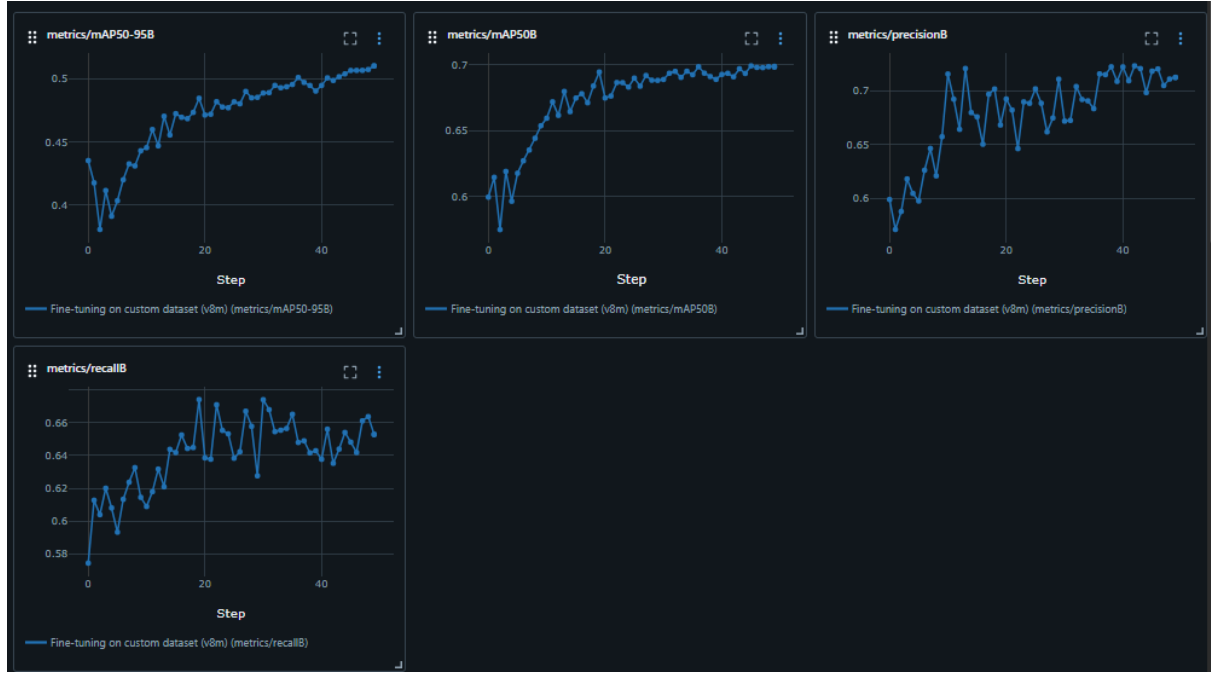 metrics/mAP50-95B
0.5
0.45
0.4
0 20 40
Step
Fine-tuning on custom dataset (v8m) (metrics/mAP50-95B)
metrics/mAP50B
0.7
0.65
0.6
0 20 40
Step
Fine-tuning on custom dataset (v8m) (metrics/mAP50B)
metrics/precisionB
0.7
0.65
0.6
0 20 40
Step
Fine-tuning on custom dataset (v8m) (metrics/precisionB)
metrics/recallB
0.66
0.64
0.62
0.6
0.58
0 20 40
Step
Fine-tuning on custom dataset (v8m) (metrics/recallB)